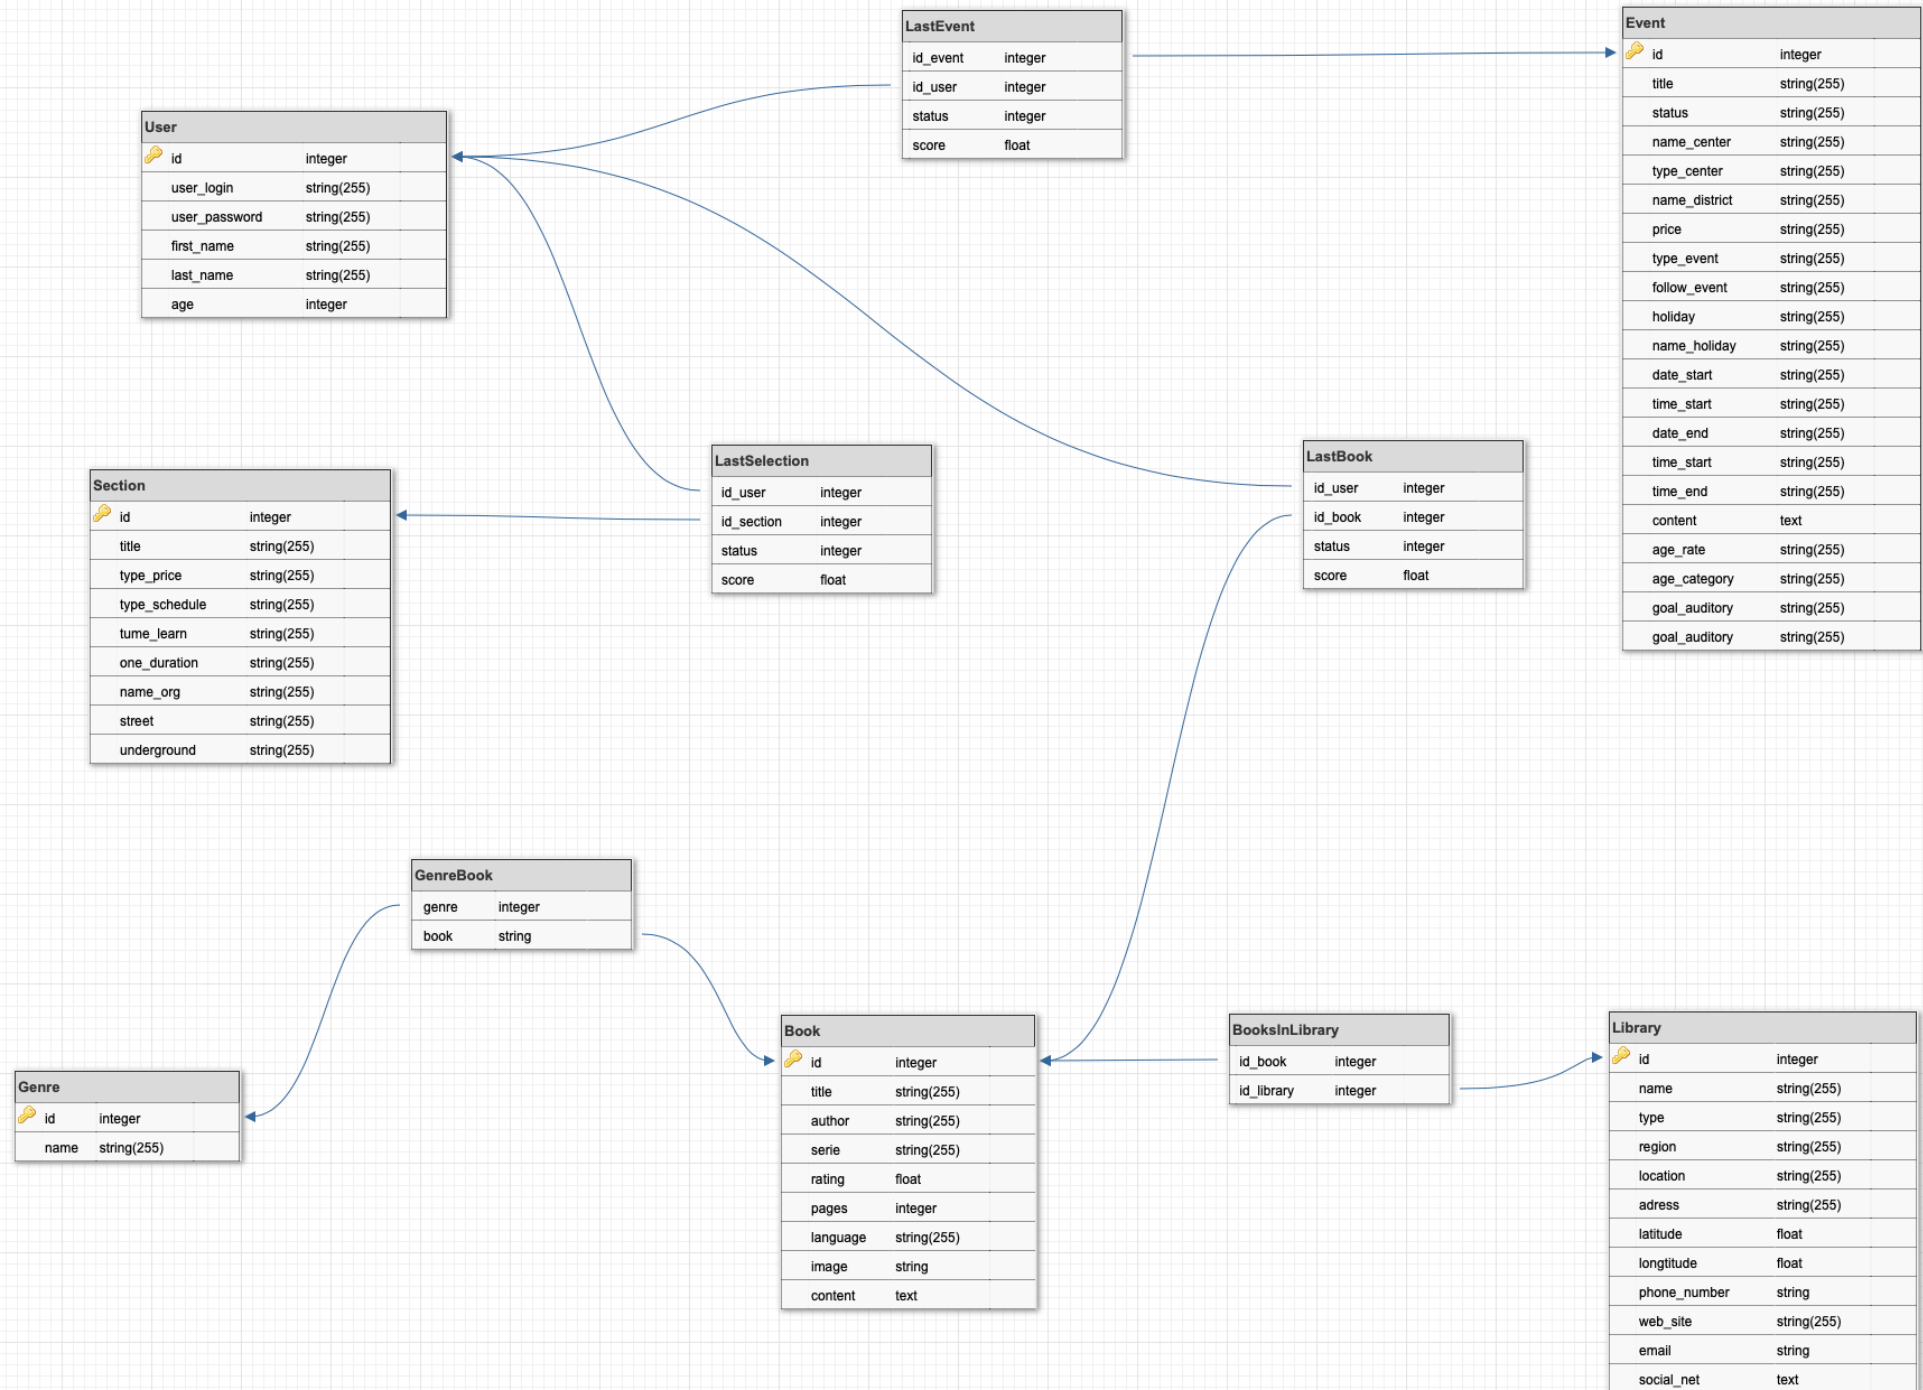 LastEvent
id_event integer
id_user integer
status integer
score float
Event
id integer
title string(255)
status string(255)
name_center string(255)
type_center string(255)
name_district string(255)
price string(255)
type_event string(255)
follow_event string(255)
holiday string(255)
name_holiday string(255)
date_start string(255)
time_start string(255)
date_end string(255)
time_start string(255)
time_end string(255)
content text
age_rate string(255)
age_category string(255)
goal_auditory string(255)
goal_auditory string(255)
User
id integer
user_login string(255)
user_password string(255)
first_name string(255)
last_name string(255)
age integer
Section
id integer
title string(255)
type_price string(255)
type_schedule string(255)
tume_learn string(255)
one_duration string(255)
name_org string(255)
street string(255)
underground string(255)
LastSelection
id_user integer
id_section integer
status integer
score float
LastBook
id_user integer
id_book integer
status integer
score float
GenreBook
genre integer
book string
Genre
id integer
name string(255)
Book
id integer
title string(255)
author string(255)
serie string(255)
rating float
pages integer
language string(255)
image string
content text
BooksInLibrary
id_book integer
id_library integer
Library
id integer
name string(255)
type string(255)
region string(255)
location string(255)
adress string(255)
latitude float
longtitude float
phone_number string
web_site string(255)
email string
social_net text